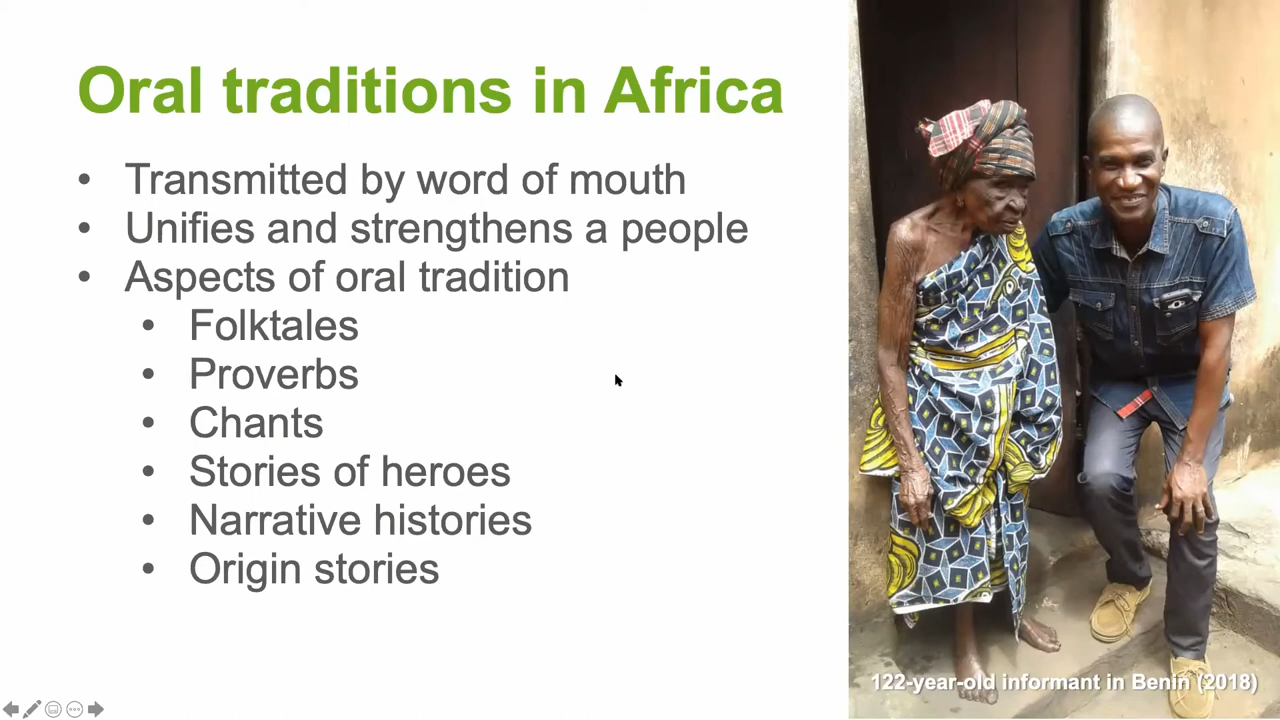 Oral traditions in Africa
• Transmitted by word of mouth
• Unifies and strengthens a people
• Aspects of oral tradition
• Folktales
• Proverbs
• Chants
• Stories of heroes
• Narrative histories
• Origin stories
122-year-old informant in Benin (2018)